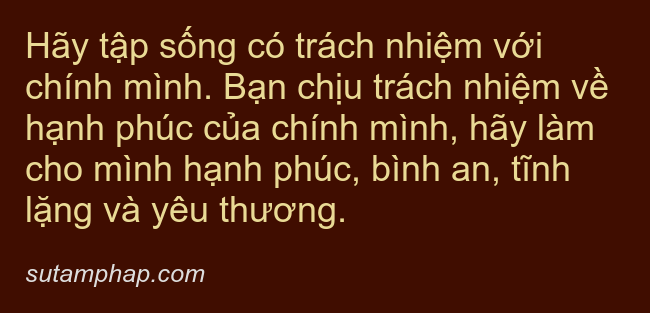 Hãy tập sống có trách nhiệm với
chính mình. Bạn chịu trách nhiệm về
hạnh phúc của chính mình, hãy làm
cho mình hạnh phúc, bình an, tĩnh
lặng và yêu thương.
sutamphap.com